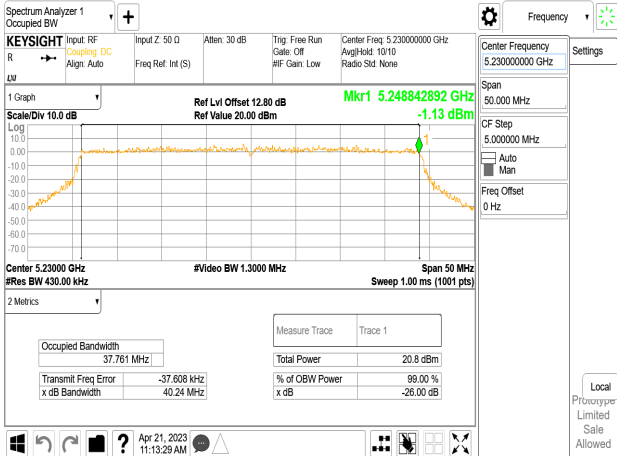 Spectrum Analyzer 1
Occupied BW
Frequency
KEYSIGHT
R
LXI
Input: RF
Coupling: DC
Align: Auto
Input Z: 50 Ω
Freq Ref: Int (S)
Atten: 30 dB
Trig: Free Run
Gate: Off
#IF Gain: Low
Center Freq: 5.230000000 GHz
Avg|Hold: 10/10
Radio Std: None
1 Graph
Scale/Div 10.0 dB
Ref Lvl Offset 12.80 dB
Ref Value 20.00 dBm
Mkr1 5.248842892 GHz
-1.13 dBm
Log
10.0
0.00
-10.0
-20.0
-30.0
-40.0
-50.0
-60.0
-70.0
1
Center 5.23000 GHz
#Res BW 430.00 kHz
#Video BW 1.3000 MHz
Span 50 MHz
Sweep 1.00 ms (1001 pts)
2 Metrics
Measure Trace
Trace 1
Occupied Bandwidth
37.761 MHz
Total Power
20.8 dBm
Transmit Freq Error
-37.608 kHz
% of OBW Power
99.00 %
x dB Bandwidth
40.24 MHz
x dB
-26.00 dB
Center Frequency
5.230000000 GHz
Settings
Span
50.000 MHz
CF Step
5.000000 MHz
Auto
Man
Freq Offset
0 Hz
Local
Prototype
Limited
Sale
Allowed
?
Apr 21, 2023
11:13:29 AM